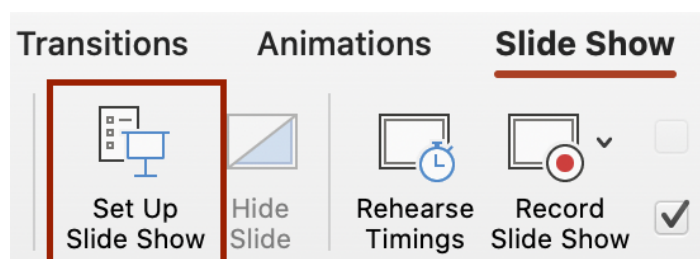 Transitions Animations Slide Show
Set Up
Slide Show
Hide
Slide
Rehearse
Timings
Record
Slide Show